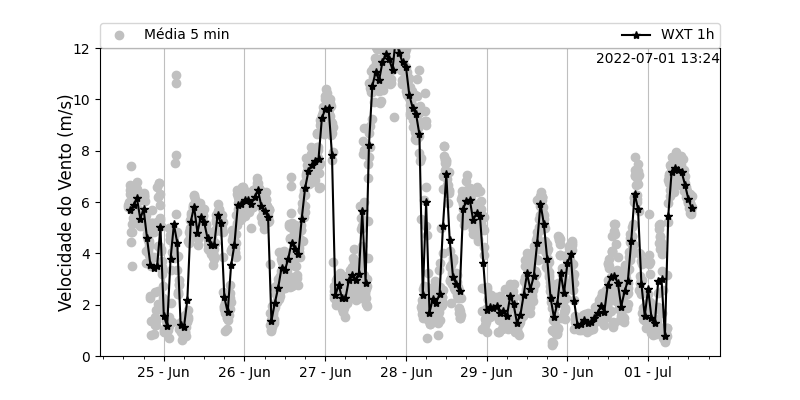 Média 5 min
WXT 1h
2022-07-01 13:24
Velocidade do Vento (m/s)
12
10
8
6
4
2
0
25 - Jun
26 - Jun
27 - Jun
28 - Jun
29 - Jun
30 - Jun
01 - Jul